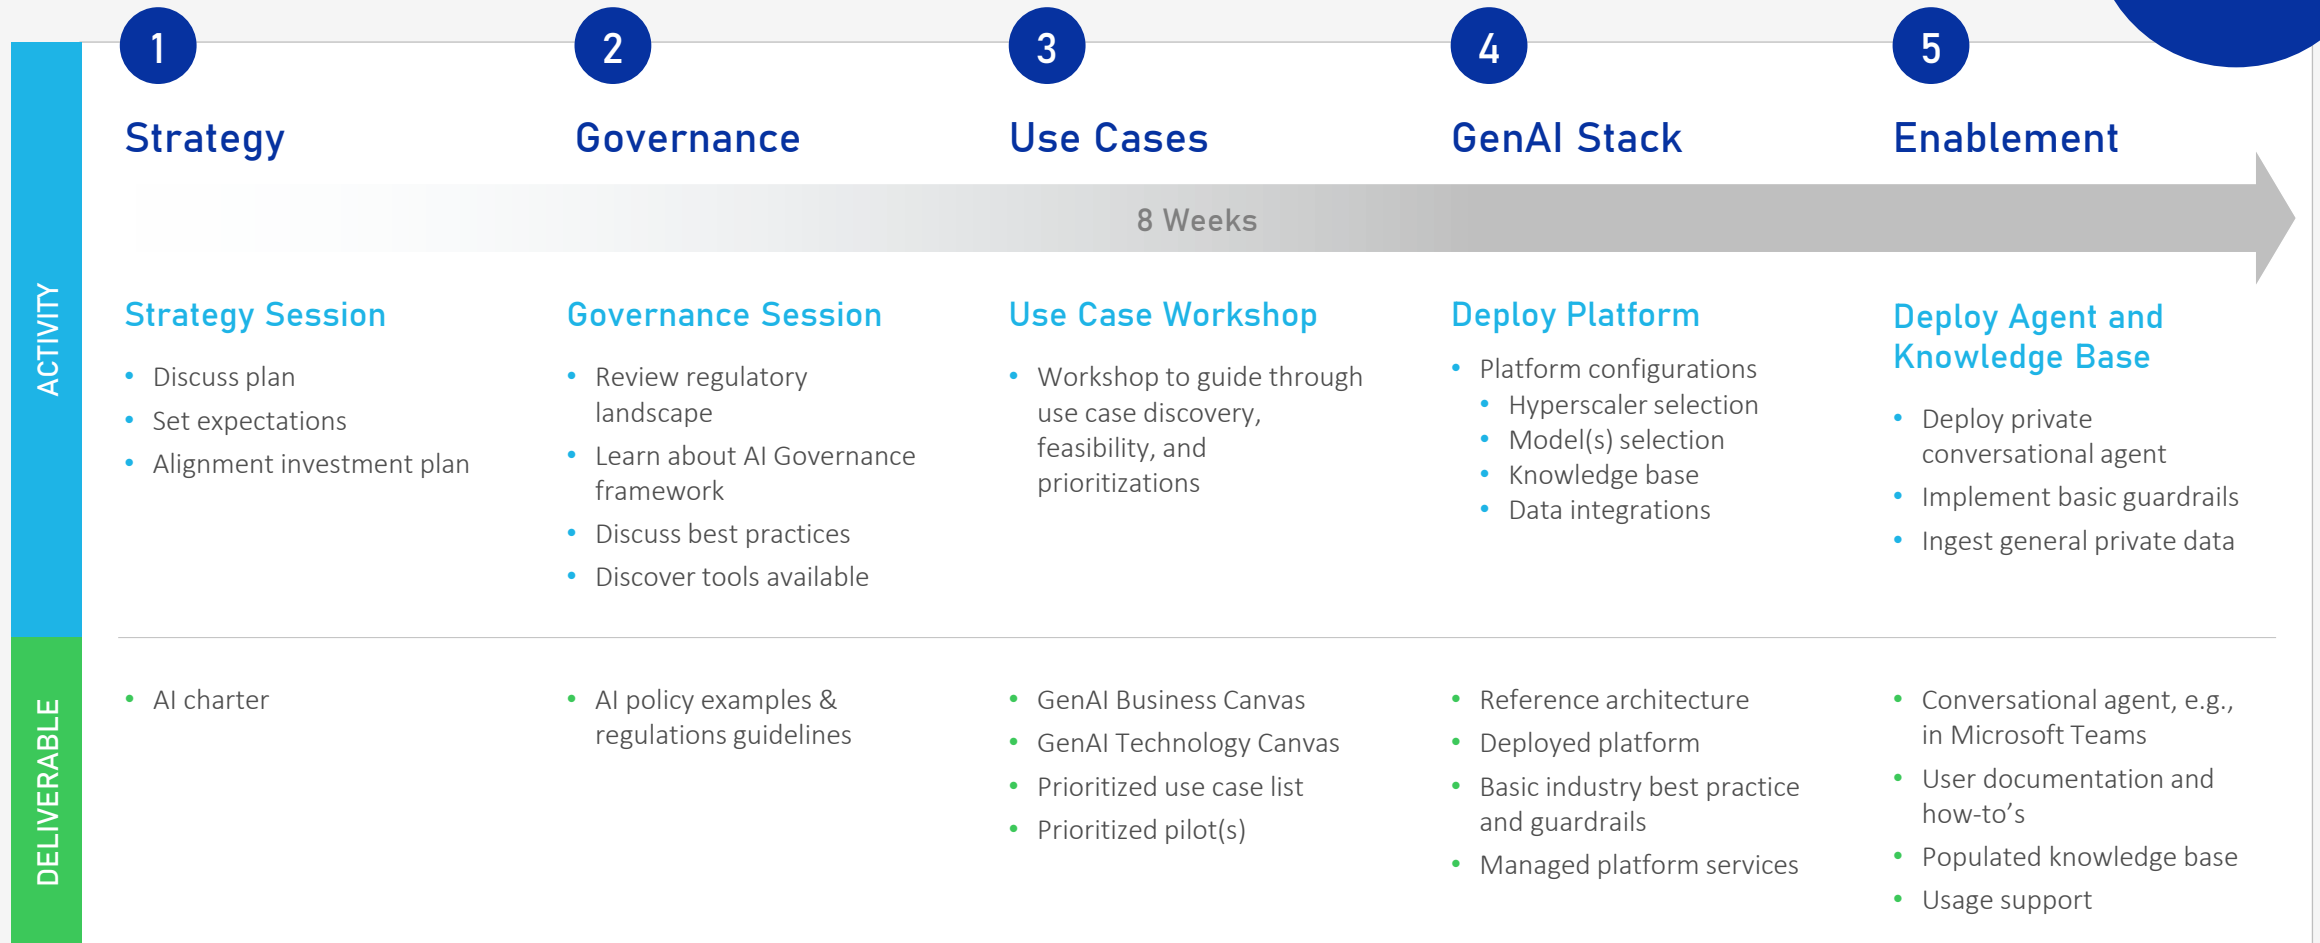 1
2
3
4
5
Strategy
Governance
Use Cases
GenAI Stack
Enablement
8 Weeks
ACTIVITY
Strategy Session
• Discuss plan
• Set expectations
• Alignment investment plan
Governance Session
• Review regulatory
landscape
• Learn about AI Governance
framework
• Discuss best practices
• Discover tools available
Use Case Workshop
• Workshop to guide through
use case discovery,
feasibility, and
prioritizations
Deploy Platform
• Platform configurations
• Hyperscaler selection
• Model(s) selection
• Knowledge base
• Data integrations
Deploy Agent and
Knowledge Base
• Deploy private
conversational agent
• Implement basic guardrails
• Ingest general private data
DELIVERABLE
• AI charter
• AI policy examples &
regulations guidelines
• GenAI Business Canvas
• GenAI Technology Canvas
• Prioritized use case list
• Prioritized pilot(s)
• Reference architecture
• Deployed platform
• Basic industry best practice
and guardrails
• Managed platform services
• Conversational agent, e.g.,
in Microsoft Teams
• User documentation and
how-to’s
• Populated knowledge base
• Usage support